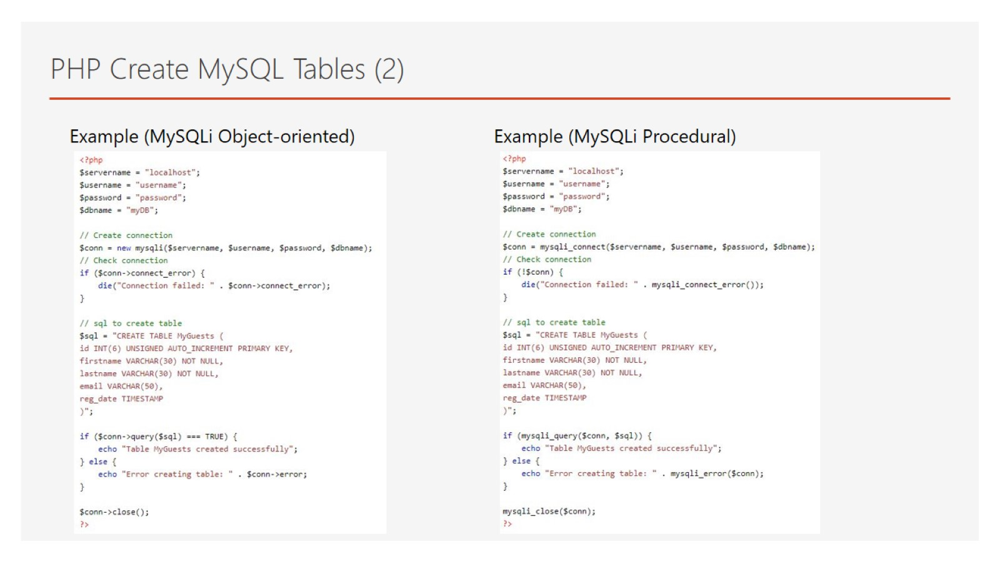 PHP Create MySQL Tables (2)
Example (MySQLi Object-oriented)
<?php
$servername = "localhost";
$username = "username";
$password = "password";
$dbname = "myDB";

// Create connection
$conn = new mysqli($servername, $username, $password, $dbname);
// Check connection
if ($conn->connect_error) {
    die("Connection failed: " . $conn->connect_error);
}

// sql to create table
$sql = "CREATE TABLE MyGuests (
id INT(6) UNSIGNED AUTO_INCREMENT PRIMARY KEY,
firstname VARCHAR(30) NOT NULL,
lastname VARCHAR(30) NOT NULL,
email VARCHAR(50),
reg_date TIMESTAMP
)";

if ($conn->query($sql) === TRUE) {
    echo "Table MyGuests created successfully";
} else {
    echo "Error creating table: " . $conn->error;
}

$conn->close();
?>
Example (MySQLi Procedural)
<?php
$servername = "localhost";
$username = "username";
$password = "password";
$dbname = "myDB";

// Create connection
$conn = mysqli_connect($servername, $username, $password, $dbname);
// Check connection
if (!$conn) {
    die("Connection failed: " . mysqli_connect_error());
}

// sql to create table
$sql = "CREATE TABLE MyGuests (
id INT(6) UNSIGNED AUTO_INCREMENT PRIMARY KEY,
firstname VARCHAR(30) NOT NULL,
lastname VARCHAR(30) NOT NULL,
email VARCHAR(50),
reg_date TIMESTAMP
)";

if (mysqli_query($conn, $sql)) {
    echo "Table MyGuests created successfully";
} else {
    echo "Error creating table: " . mysqli_error($conn);
}

mysqli_close($conn);
?>